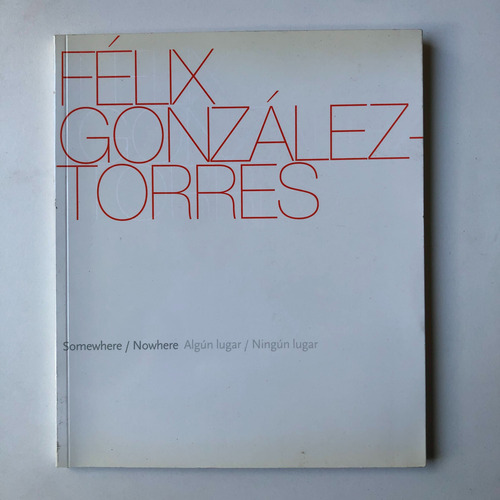 FÉLIX
GONZÁLEZ-
TORRES
Somewhere / Nowhere Algún lugar / Ningún lugar